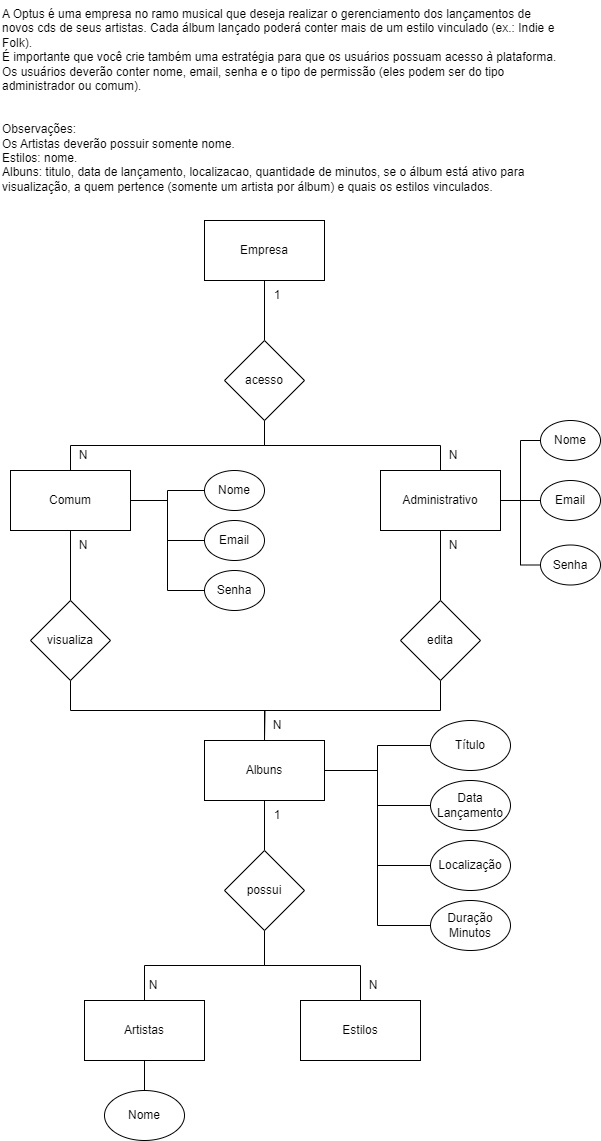 A Optus é uma empresa no ramo musical que deseja realizar o gerenciamento dos lançamentos de
novos cds de seus artistas. Cada álbum lançado poderá conter mais de um estilo vinculado (ex.: Indie e
Folk).
É importante que você crie também uma estratégia para que os usuários possuam acesso à plataforma.
Os usuários deverão conter nome, email, senha e o tipo de permissão (eles podem ser do tipo
administrador ou comum).
Observações:
Os Artistas deverão possuir somente nome.
Estilos: nome.
Albuns: titulo, data de lançamento, localizacao, quantidade de minutos, se o álbum está ativo para
visualização, a quem pertence (somente um artista por álbum) e quais os estilos vinculados.
Empresa
1
acesso
N
N
Nome
Comum
Nome
Administrativo
Email
N
Email
N
Senha
Senha
visualiza
edita
N
Título
Albuns
Data
Lançamento
1
Localização
possui
Duração
Minutos
N
N
Artistas
Estilos
Nome